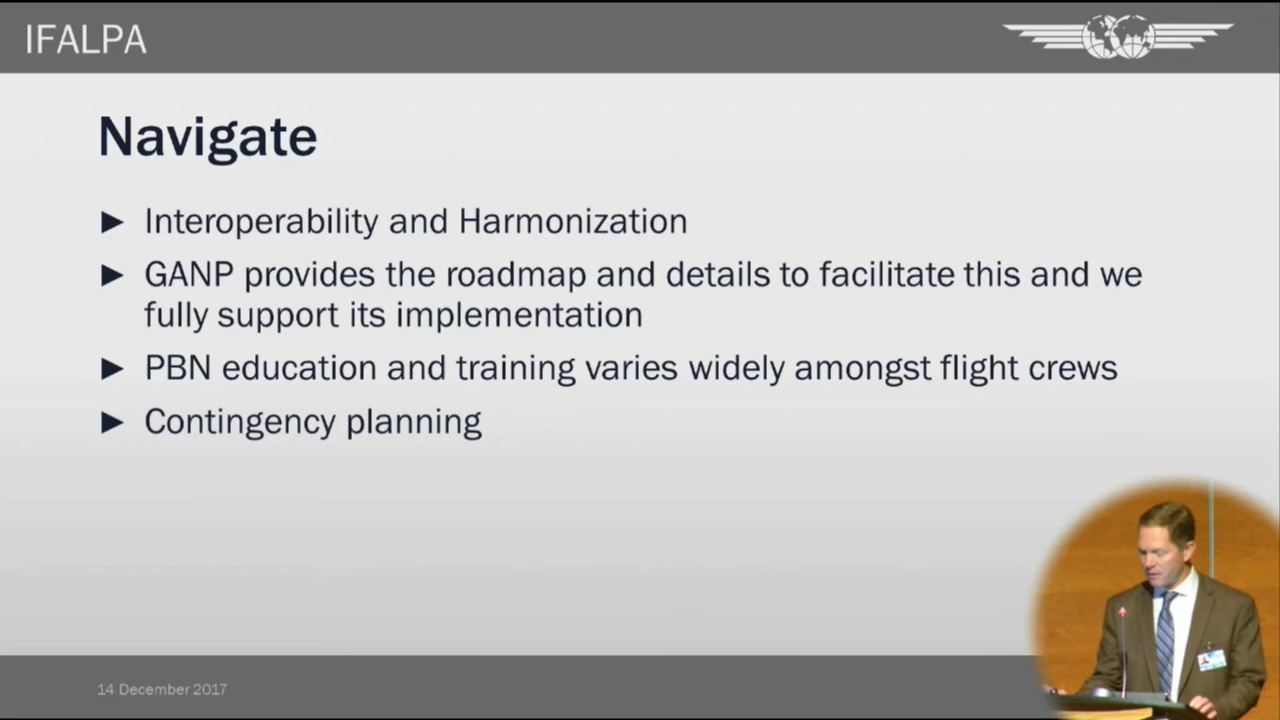 IFALPA
Navigate
► Interoperability and Harmonization
► GANP provides the roadmap and details to facilitate this and we
fully support its implementation
► PBN education and training varies widely amongst flight crews
► Contingency planning
14 December 2017